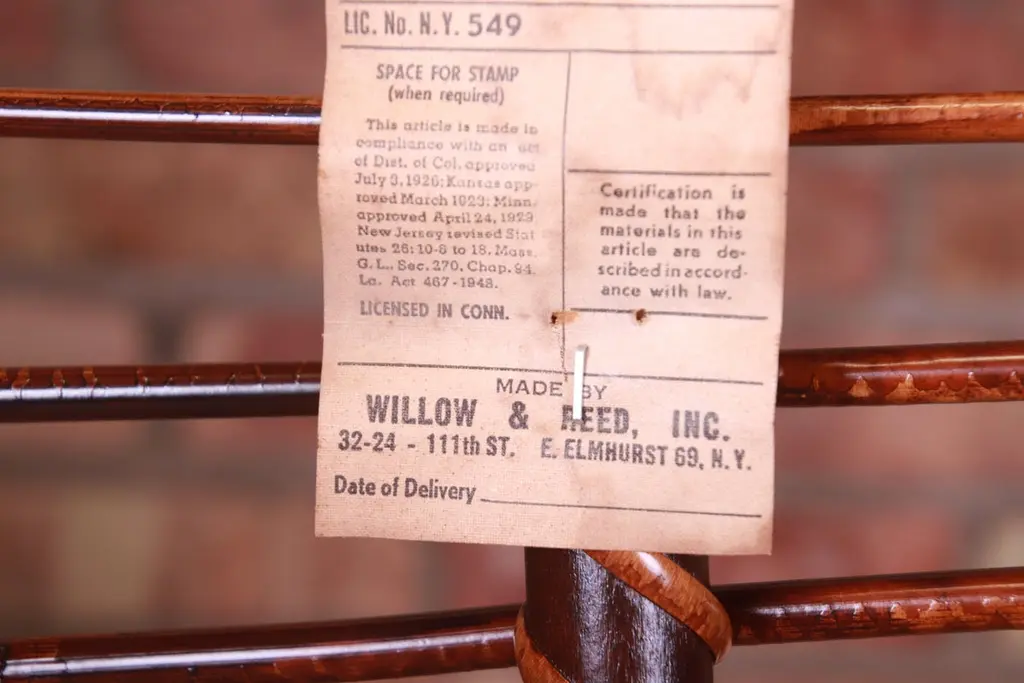 LIC. No. N.Y. 549
SPACE FOR STAMP
(when required)
This article is made in
compliance with an act
of Dist. of Col. approved
July 3, 1926; Kansas app-
roved March 1923; Minn.
approved April 24, 1929
New Jersey revised Stat
utes 26:10-6 to 18. Mass.
G. L., Sec. 270, Chap. 94,
La. Act 467-1948.
LICENSED IN CONN.
Certification is
made that the
materials in this
article are de-
scribed in accord-
ance with law.
MADE BY
WILLOW & REED, INC.
32-24 - 111th ST. E. ELMHURST 69, N.Y.
Date of Delivery